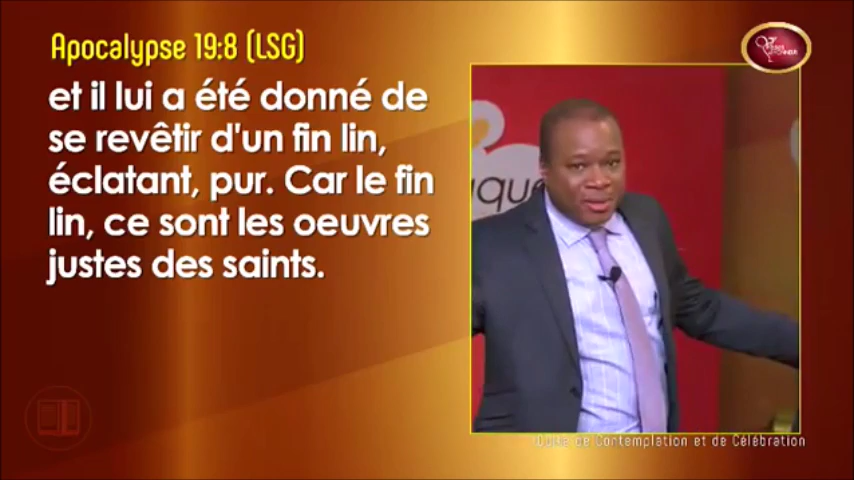 Apocalypse 19:8 (LSG)
et il lui a été donné de
se revêtir d'un fin lin,
éclatant, pur. Car le fin
lin, ce sont les oeuvres
justes des saints.
de Contemplation et de Célébration